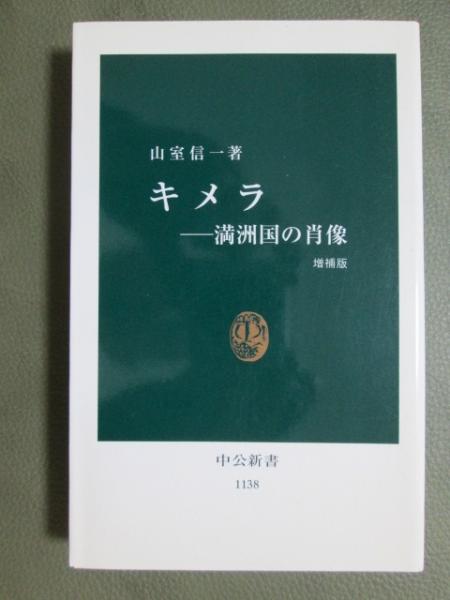 山室信一著
キメラ
──満洲国の肖像
増補版
中公新書
1138